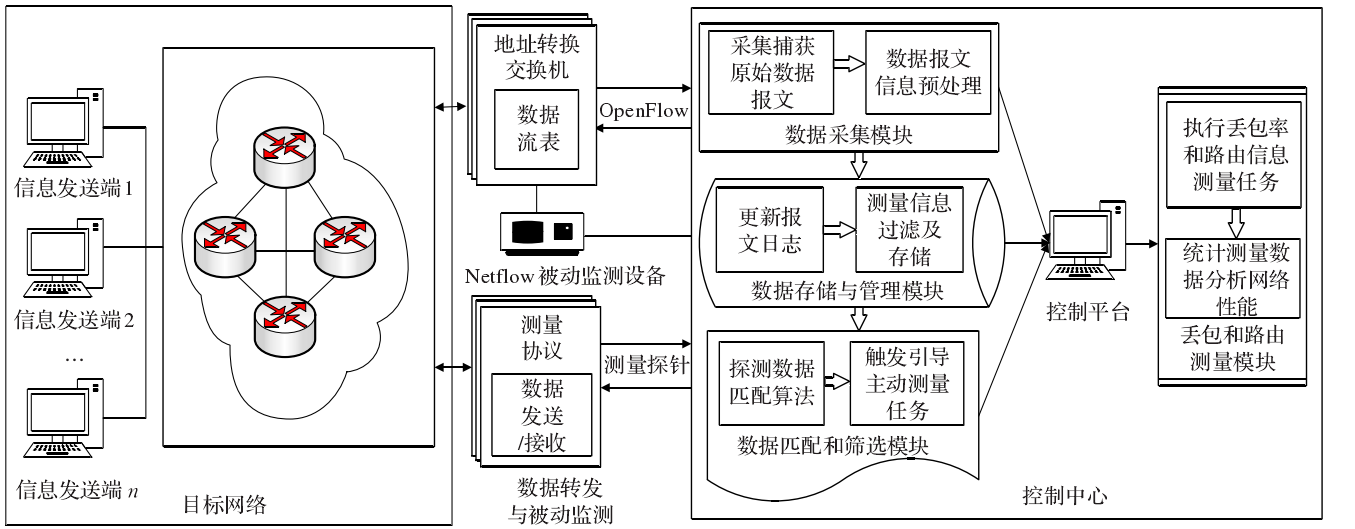 信息发送端1
信息发送端2
…
信息发送端n
目标网络
地址转换
交换机
数据
流表
OpenFlow
Netflow被动监测设备
测量
协议
数据
发送
/接收
测量探针
数据转发
与被动监测
采集捕获
原始数据
报文
数据报文
信息预处理
数据采集模块
更新报
文日志
测量信息
过滤及
存储
数据存储与管理模块
探测数据
匹配算法
触发引导
主动测量
任务
数据匹配和筛选模块
控制平台
执行丢包率
和路由信息
测量任务
统计测量数
据分析网络
性能
丢包和路由
测量模块
控制中心